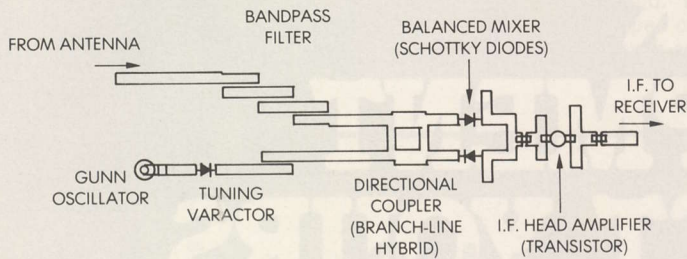 BANDPASS
FILTER
FROM ANTENNA
BALANCED MIXER
(SCHOTTKY DIODES)
I.F. TO
RECEIVER
GUNN
OSCILLATOR
TUNING
VARACTOR
DIRECTIONAL
COUPLER
(BRANCH-LINE
HYBRID)
I.F. HEAD AMPLIFIER
(TRANSISTOR)